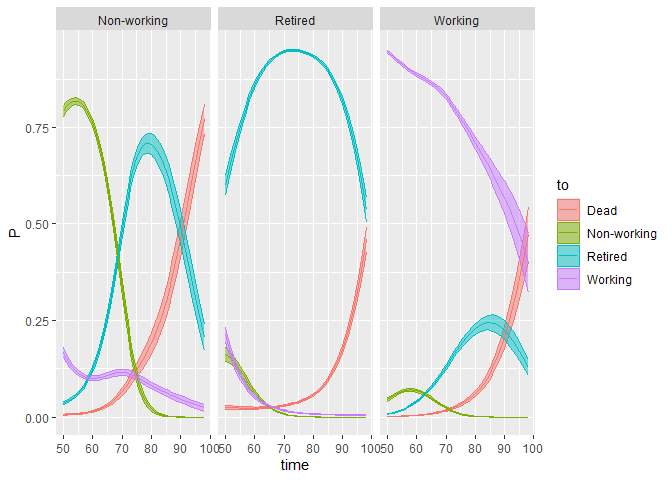 Non-working Retired Working
P
0.75
0.50
0.25
0.00
50 60 70 80 90 100 50 60 70 80 90 100 50 60 70 80 90 100
time
to
Dead
Non-working
Retired
Working